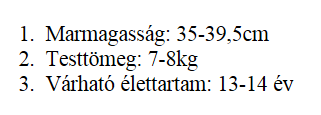 1. Marmagasság: 35-39,5cm
2. Testtömeg: 7-8kg
3. Várható élettartam: 13-14 év